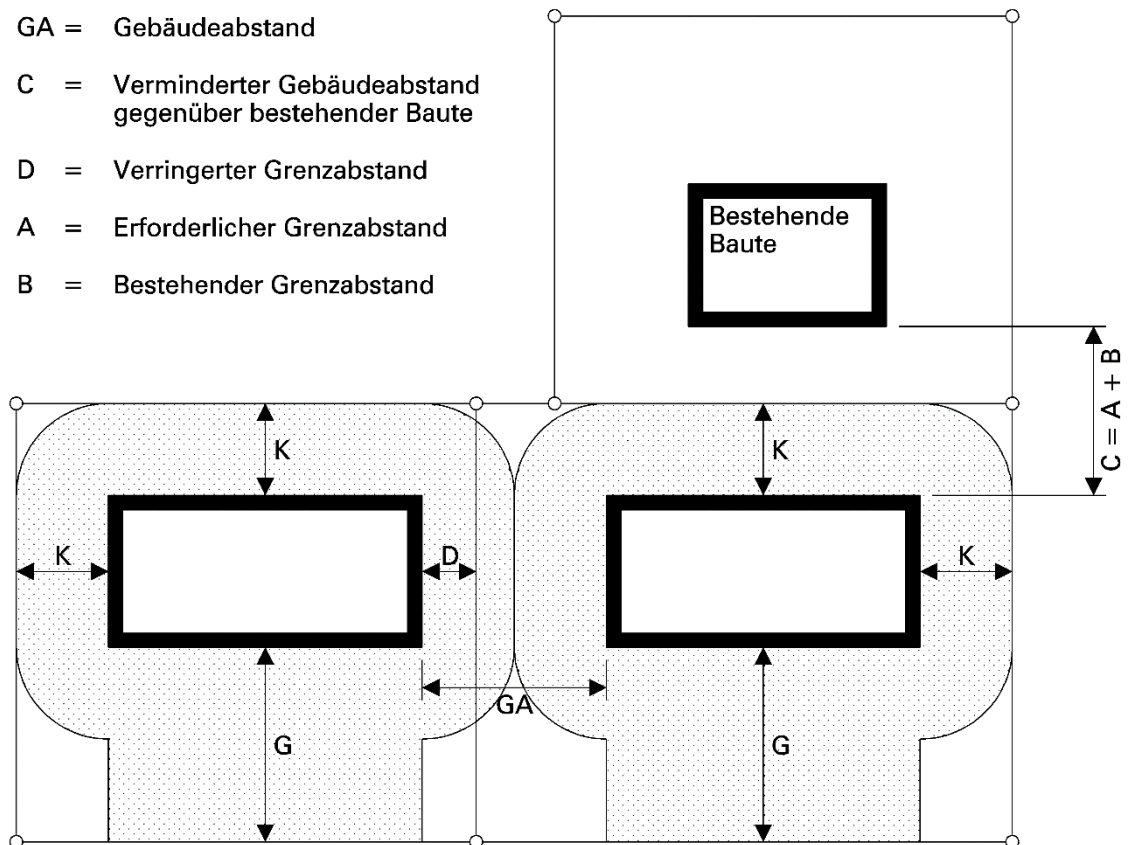 GA = Gebäudeabstand
C = Verminderter Gebäudeabstand
gegenüber bestehender Baute
D = Verringerter Grenzabstand
A = Erforderlicher Grenzabstand
B = Bestehender Grenzabstand
Bestehende
Baute
C = A + B
K
K
K
D
K
GA
G
G